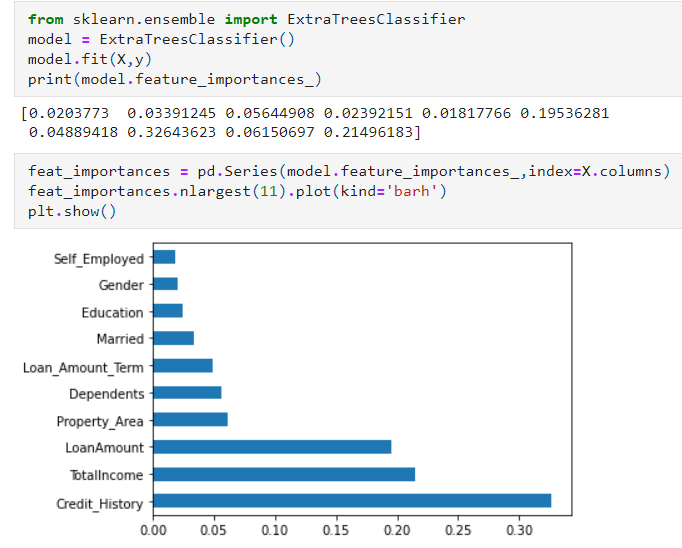 from sklearn.ensemble import ExtraTreesClassifier
model = ExtraTreesClassifier()
model.fit(X,y)
print(model.feature_importances_)
[0.0203773  0.03391245 0.05644908 0.02392151 0.01817766 0.19536281
 0.04889418 0.32643623 0.06150697 0.21496183]
feat_importances = pd.Series(model.feature_importances_,index=X.columns)
feat_importances.nlargest(11).plot(kind='barh')
plt.show()
Self_Employed
Gender
Education
Married
Loan_Amount_Term
Dependents
Property_Area
LoanAmount
TotalIncome
Credit_History
0.00 0.05 0.10 0.15 0.20 0.25 0.30